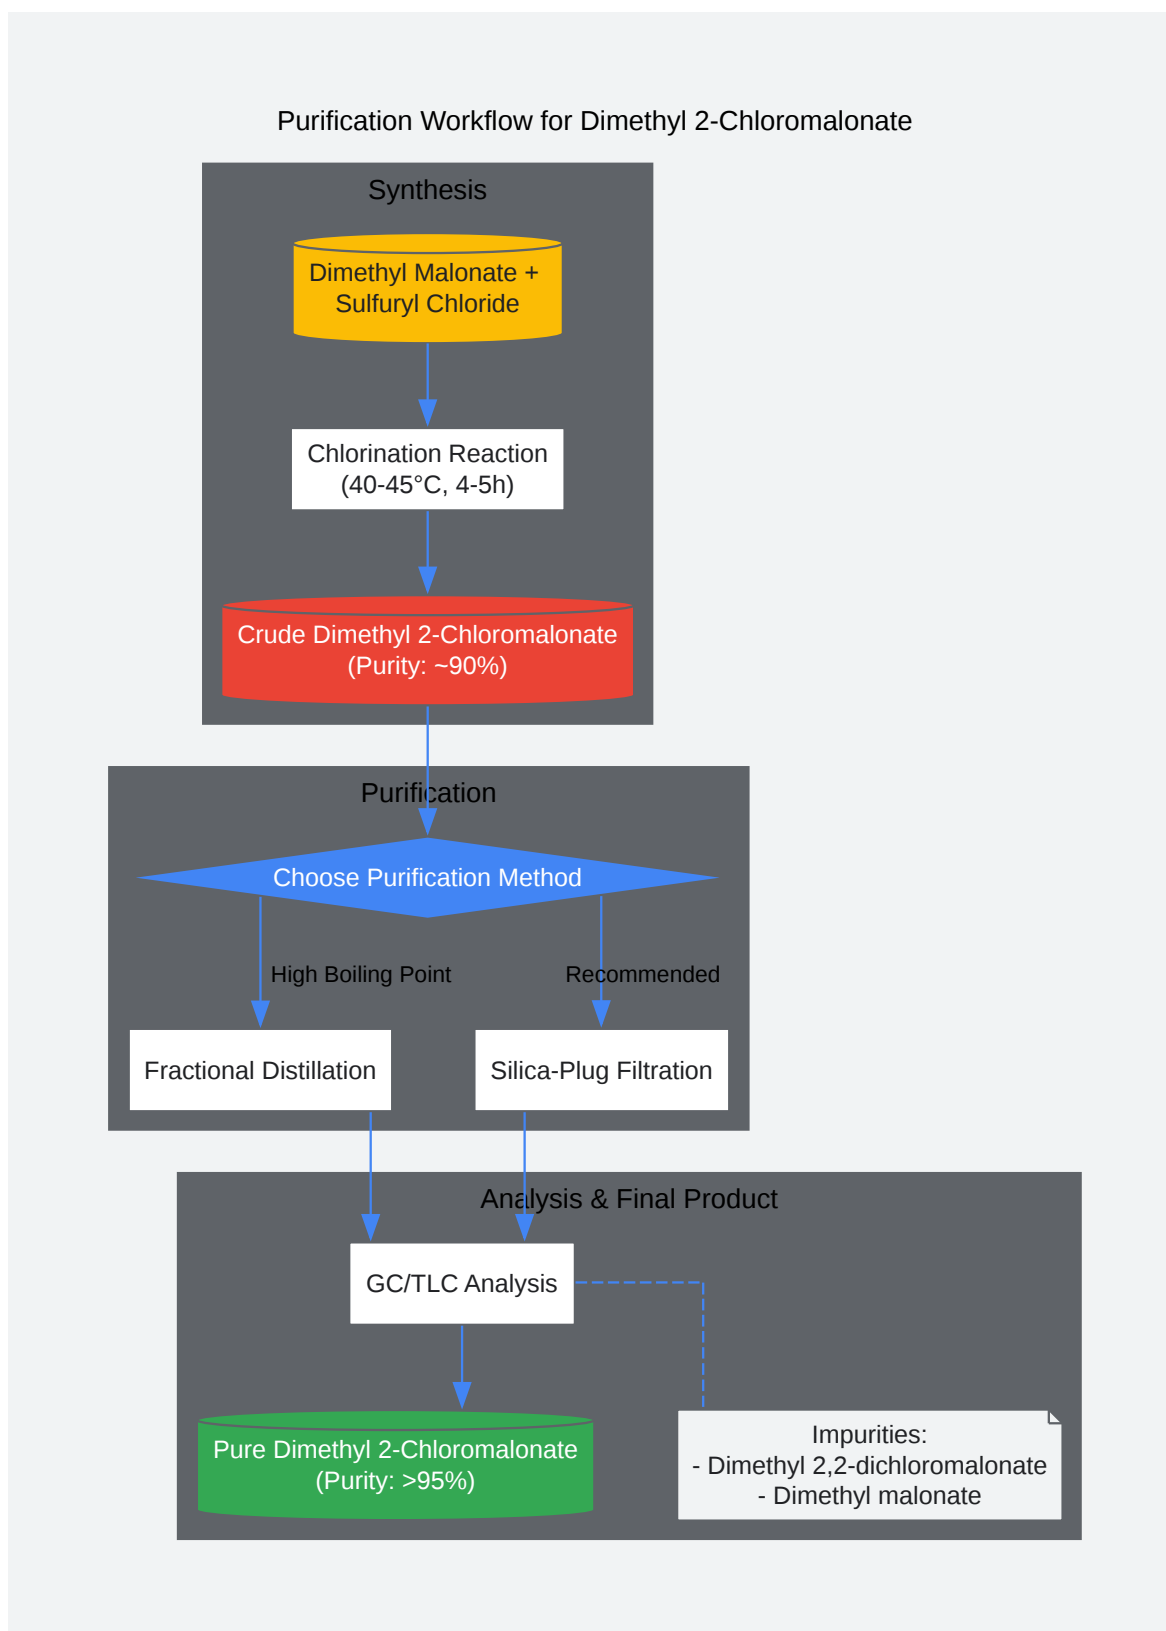 Purification Workflow for Dimethyl 2-Chloromalonate
Synthesis
Dimethyl Malonate +
Sulfuryl Chloride
Chlorination Reaction
(40-45°C, 4-5h)
Crude Dimethyl 2-Chloromalonate
(Purity: ~90%)
Purification
Choose Purification Method
High Boiling Point
Recommended
Fractional Distillation
Silica-Plug Filtration
Analysis & Final Product
GC/TLC Analysis
Pure Dimethyl 2-Chloromalonate
(Purity: >95%)
Impurities:
- Dimethyl 2,2-dichloromalonate
- Dimethyl malonate